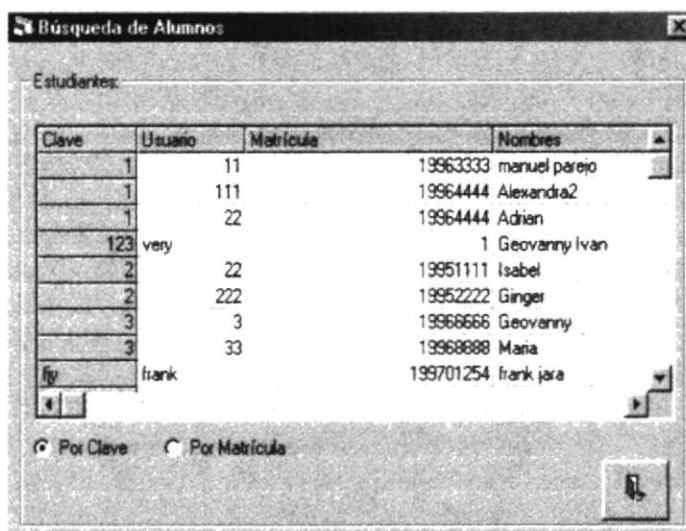 Búsqueda de Alumnos
Estudiantes:
Clave Usuario Matrícula Nombres
1 11 19963333 manuel parejo
1 111 19964444 Alexandra2
1 22 19964444 Adrian
123 very 1 Geovanny Ivan
2 22 19951111 Isabel
2 222 19952222 Ginger
3 3 19966666 Geovanny
3 33 19968888 Maria
fjy frank 199701254 frank jara
Por Clave Por Matrícula